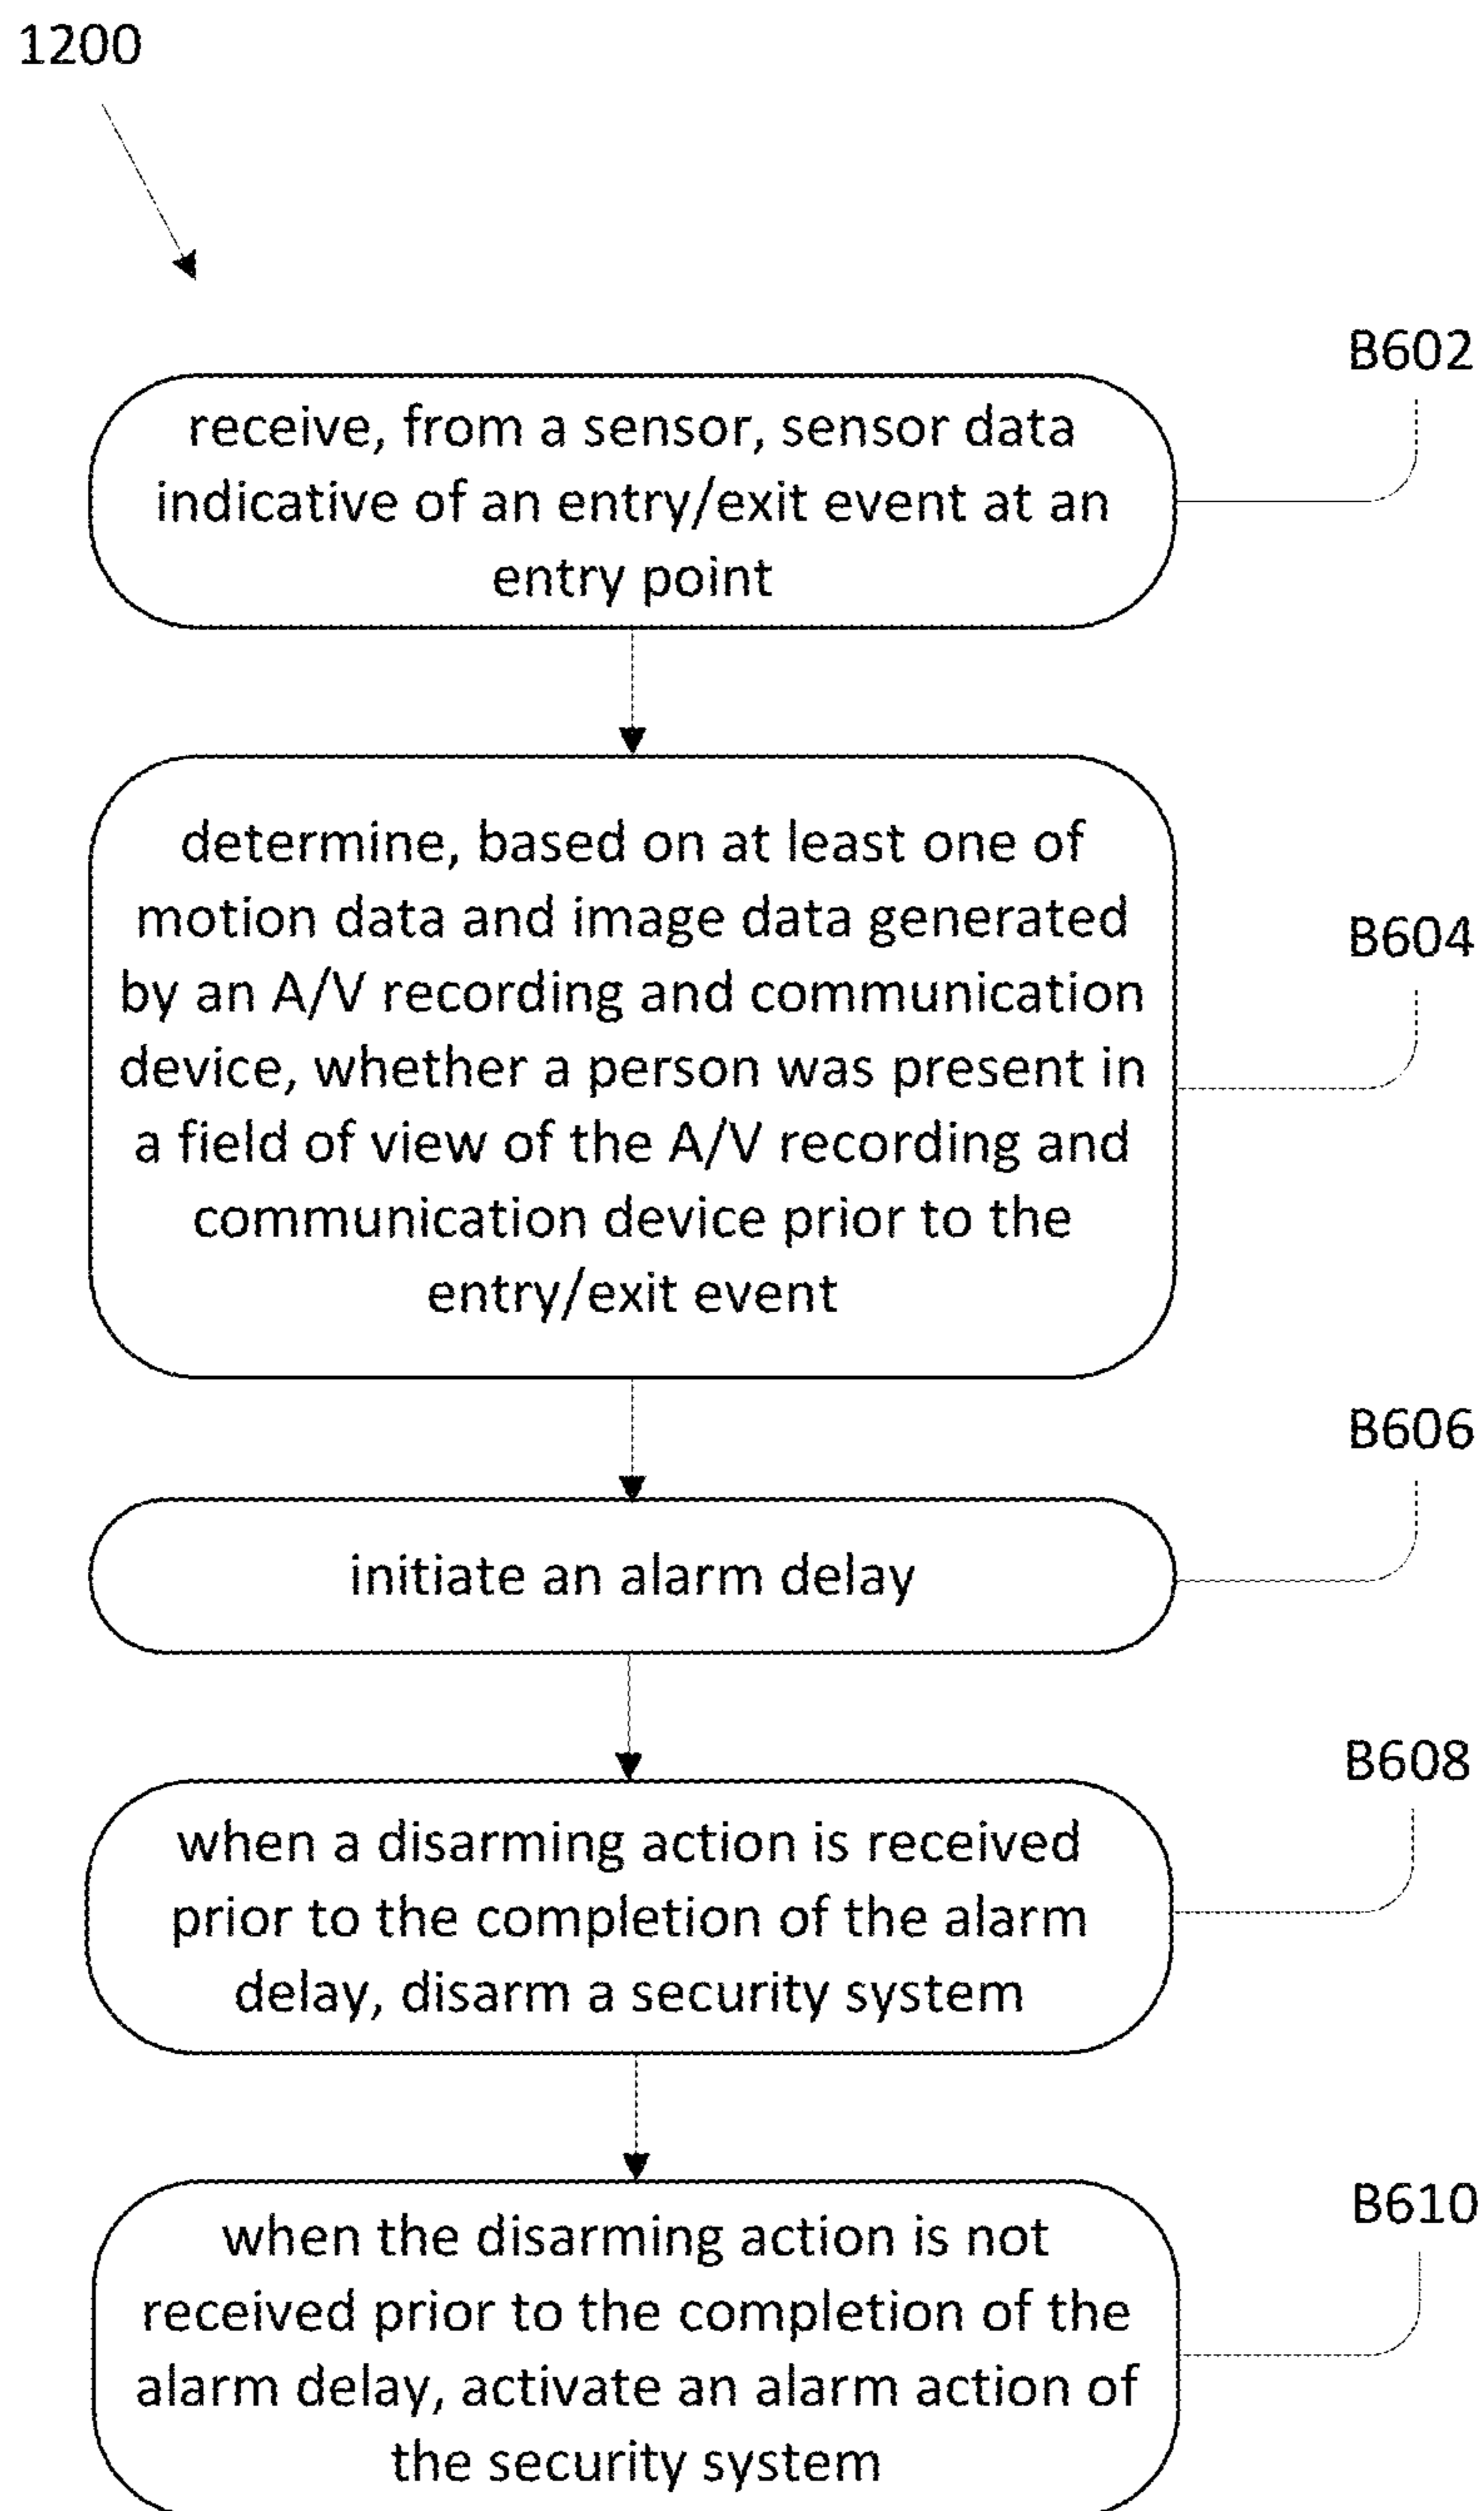 1200
B602
receive, from a sensor, sensor data
indicative of an entry/exit event at an
entry point
B604
determine, based on at least one of
motion data and image data generated
by an A/V recording and communication
device, whether a person was present in
a field of view of the A/V recording and
communication device prior to the
entry/exit event
B606
initiate an alarm delay
B608
when a disarming action is received
prior to the completion of the alarm
delay, disarm a security system
B610
when the disarming action is not
received prior to the completion of the
alarm delay, activate an alarm action of
the security system